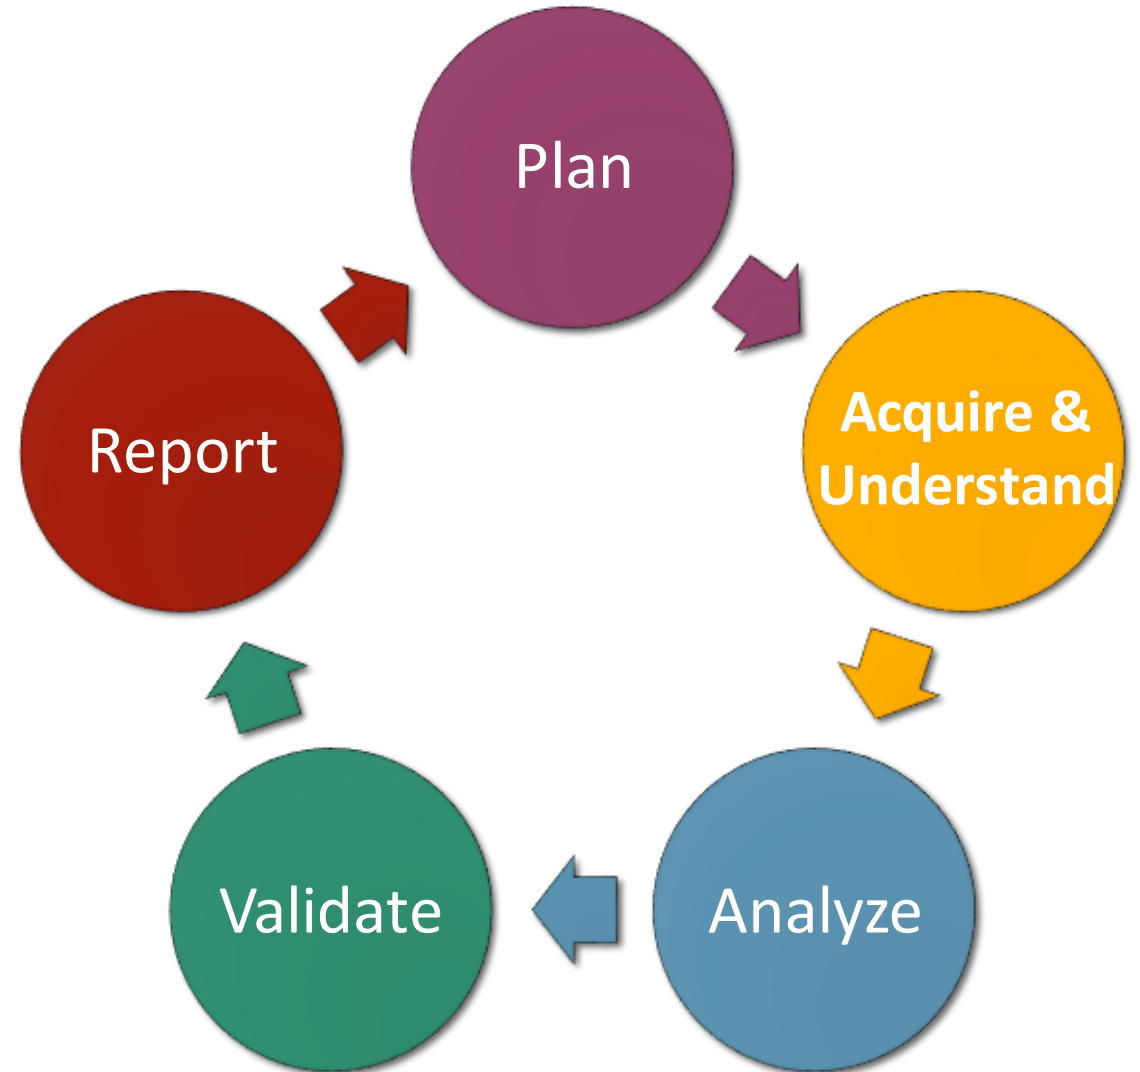 Plan
Acquire &
Understand
Analyze
Validate
Report